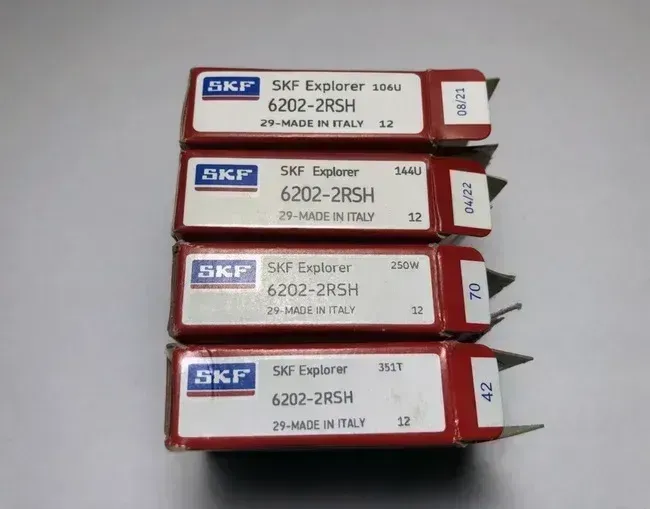 SKF
SKF Explorer 106U
6202-2RSH
29-MADE IN ITALY 12
08/21
SKF
SKF Explorer 144U
6202-2RSH
29-MADE IN ITALY 12
04/22
SKF
SKF Explorer 250W
6202-2RSH
29-MADE IN ITALY 12
70
SKF
SKF Explorer 351T
6202-2RSH
29-MADE IN ITALY 12
42